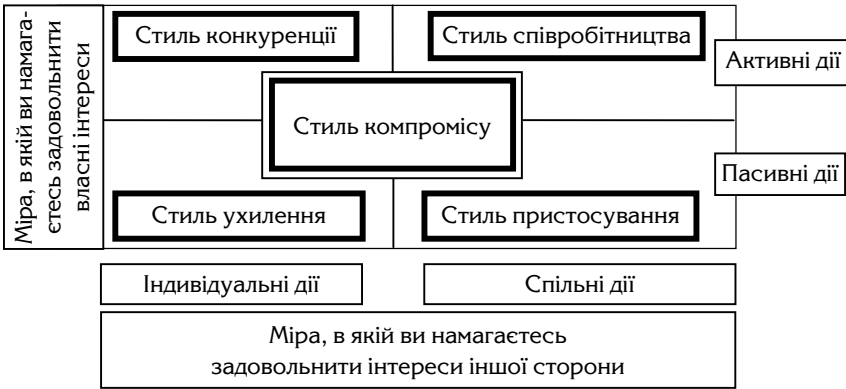 Міра, в якій ви намага-
єтесь задовольнити
власні інтереси
Стиль конкуренції
Стиль співробітництва
Активні дії
Стиль компромісу
Пасивні дії
Стиль ухилення
Стиль пристосування
Індивідуальні дії
Спільні дії
Міра, в якій ви намагаєтесь
задовольнити інтереси іншої сторони